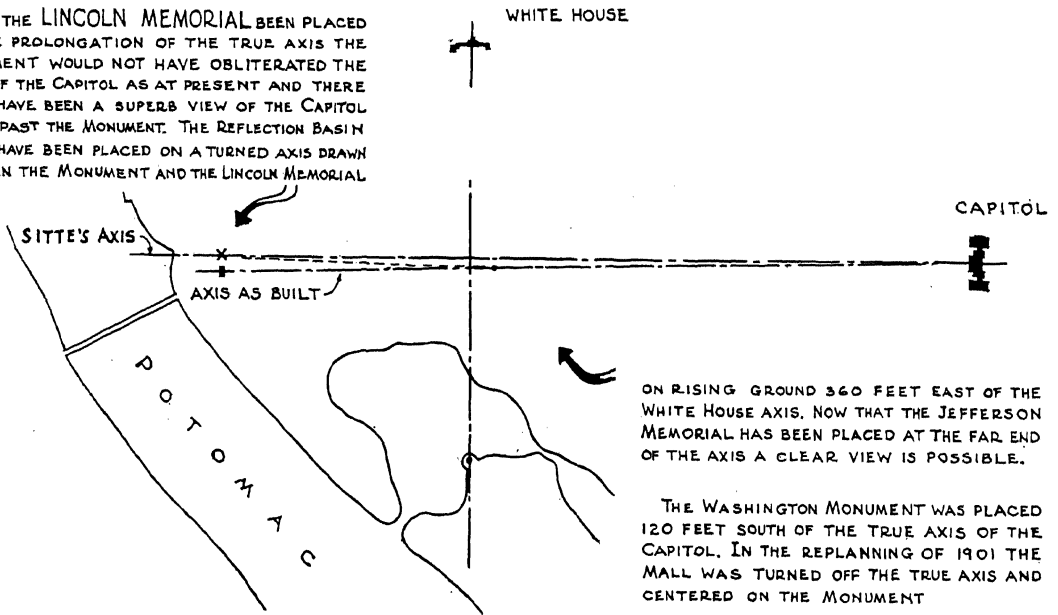 THE LINCOLN MEMORIAL BEEN PLACED
PROLONGATION OF THE TRUE AXIS THE
MENT WOULD NOT HAVE OBLITERATED THE
OF THE CAPITOL AS AT PRESENT AND THERE
HAVE BEEN A SUPERB VIEW OF THE CAPITOL
PAST THE MONUMENT. THE REFLECTION BASIN
HAVE BEEN PLACED ON A TURNED AXIS DRAWN
N THE MONUMENT AND THE LINCOLN MEMORIAL
WHITE HOUSE
CAPITOL
SITTE'S AXIS
AXIS AS BUILT
POTOMAC
ON RISING GROUND 360 FEET EAST OF THE
WHITE HOUSE AXIS. NOW THAT THE JEFFERSON
MEMORIAL HAS BEEN PLACED AT THE FAR END
OF THE AXIS A CLEAR VIEW IS POSSIBLE.
THE WASHINGTON MONUMENT WAS PLACED
120 FEET SOUTH OF THE TRUE AXIS OF THE
CAPITOL. IN THE REPLANNING OF 1901 THE
MALL WAS TURNED OFF THE TRUE AXIS AND
CENTERED ON THE MONUMENT